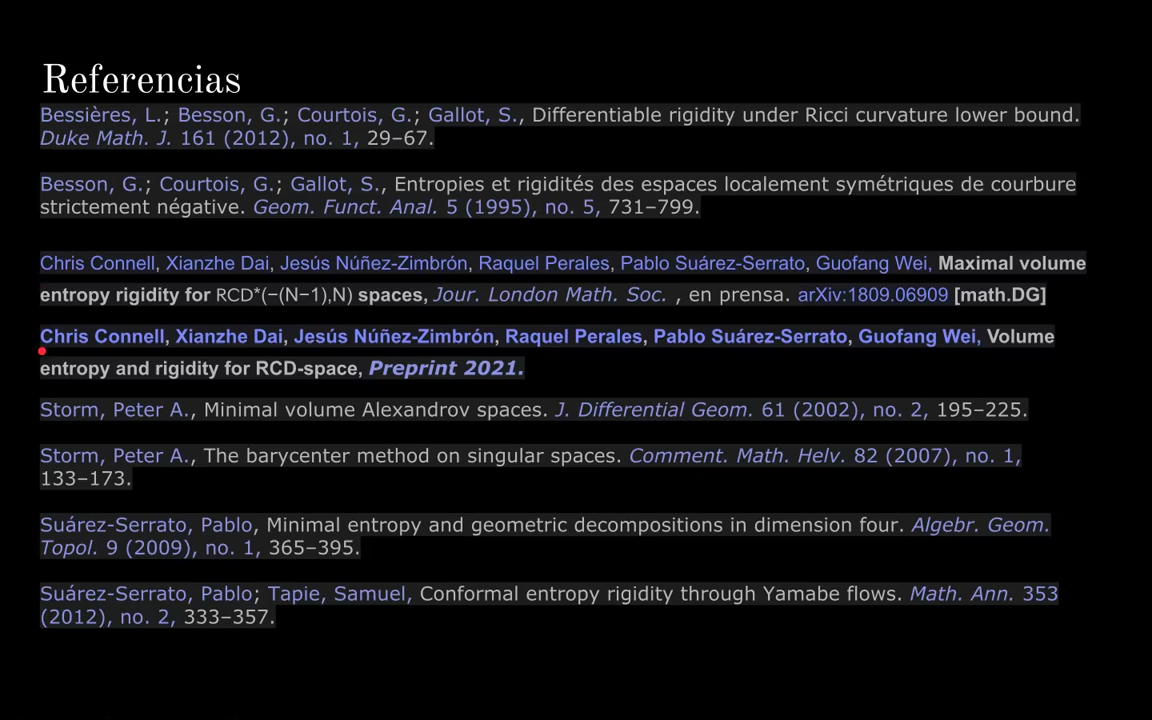 Referencias
Bessières, L.; Besson, G.; Courtois, G.; Gallot, S., Differentiable rigidity under Ricci curvature lower bound.
Duke Math. J. 161 (2012), no. 1, 29–67.
Besson, G.; Courtois, G.; Gallot, S., Entropies et rigidités des espaces localement symétriques de courbure
strictement négative. Geom. Funct. Anal. 5 (1995), no. 5, 731–799.
Chris Connell, Xianzhe Dai, Jesús Núñez-Zimbrón, Raquel Perales, Pablo Suárez-Serrato, Guofang Wei, Maximal volume
entropy rigidity for RCD*(−(N−1),N) spaces, Jour. London Math. Soc. , en prensa. arXiv:1809.06909 [math.DG]
Chris Connell, Xianzhe Dai, Jesús Núñez-Zimbrón, Raquel Perales, Pablo Suárez-Serrato, Guofang Wei, Volume
entropy and rigidity for RCD-space, Preprint 2021.
Storm, Peter A., Minimal volume Alexandrov spaces. J. Differential Geom. 61 (2002), no. 2, 195–225.
Storm, Peter A., The barycenter method on singular spaces. Comment. Math. Helv. 82 (2007), no. 1,
133–173.
Suárez-Serrato, Pablo, Minimal entropy and geometric decompositions in dimension four. Algebr. Geom.
Topol. 9 (2009), no. 1, 365–395.
Suárez-Serrato, Pablo; Tapie, Samuel, Conformal entropy rigidity through Yamabe flows. Math. Ann. 353
(2012), no. 2, 333–357.